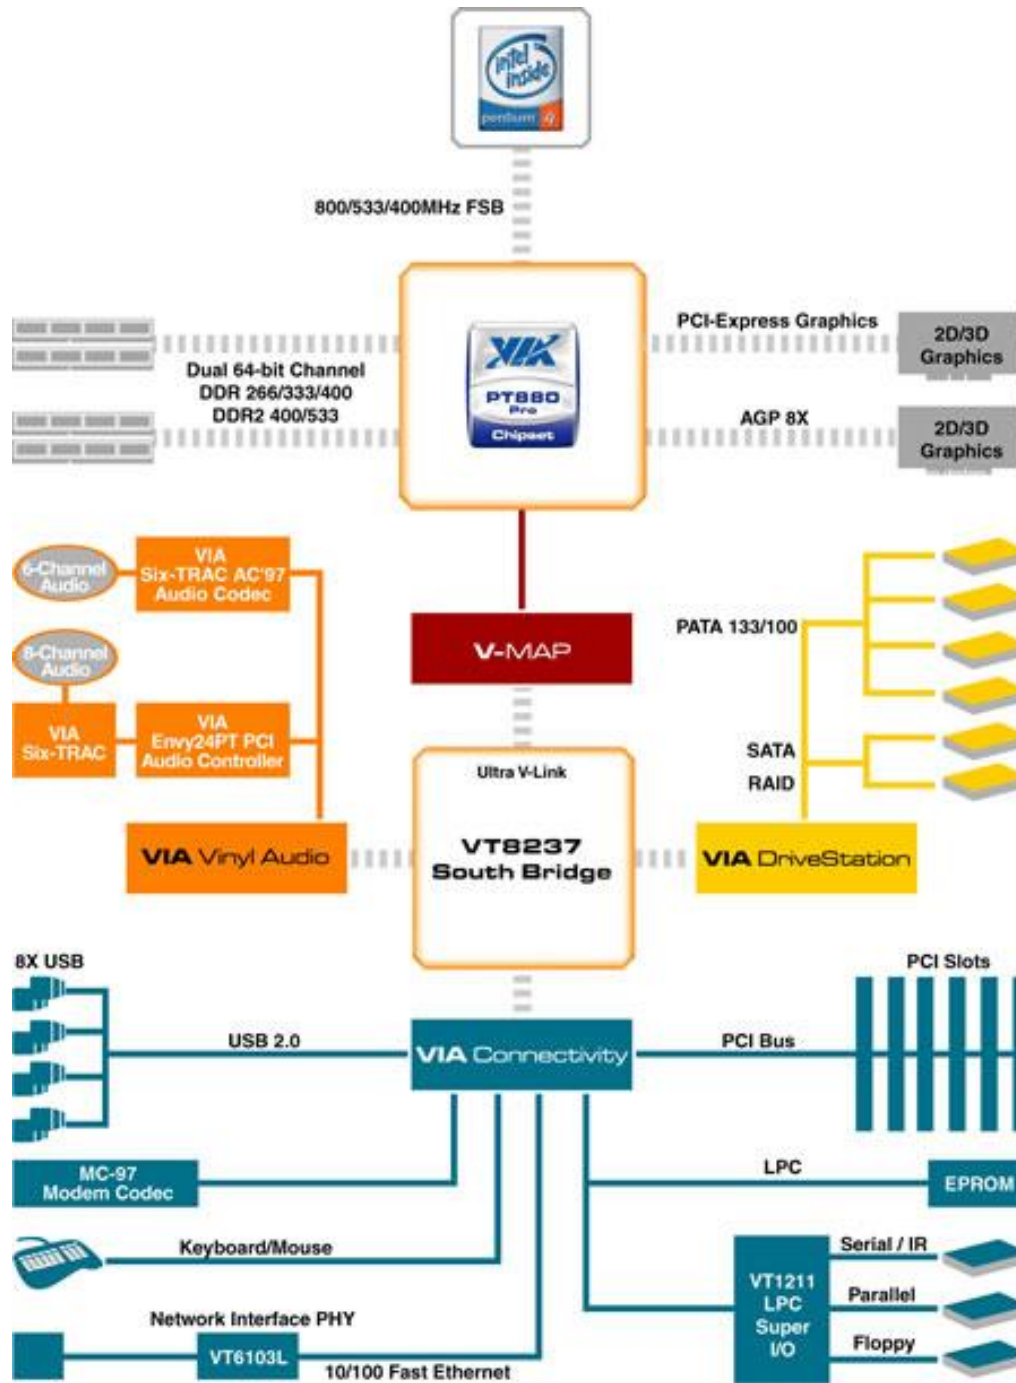 intel
inside
pentium 4
800/533/400MHz FSB
PCI-Express Graphics
2D/3D
Graphics
VIA
PT880
Pro
Chipset
Dual 64-bit Channel
DDR 266/333/400
DDR2 400/533
AGP 8X
2D/3D
Graphics
6-Channel
Audio
VIA
Six-TRAC AC'97
Audio Codec
PATA 133/100
V-MAP
8-Channel
Audio
VIA
Six-TRAC
VIA
Envy24PT PCI
Audio Controller
SATA
RAID
Ultra V-Link
VT8237
South Bridge
VIA Vinyl Audio
VIA DriveStation
8X USB
PCI Slots
USB 2.0
VIA Connectivity
PCI Bus
MC-97
Modem Codec
LPC
EPROM
Keyboard/Mouse
Serial / IR
VT1211
LPC
Super
I/O
Parallel
Floppy
Network Interface PHY
VT6103L
10/100 Fast Ethernet